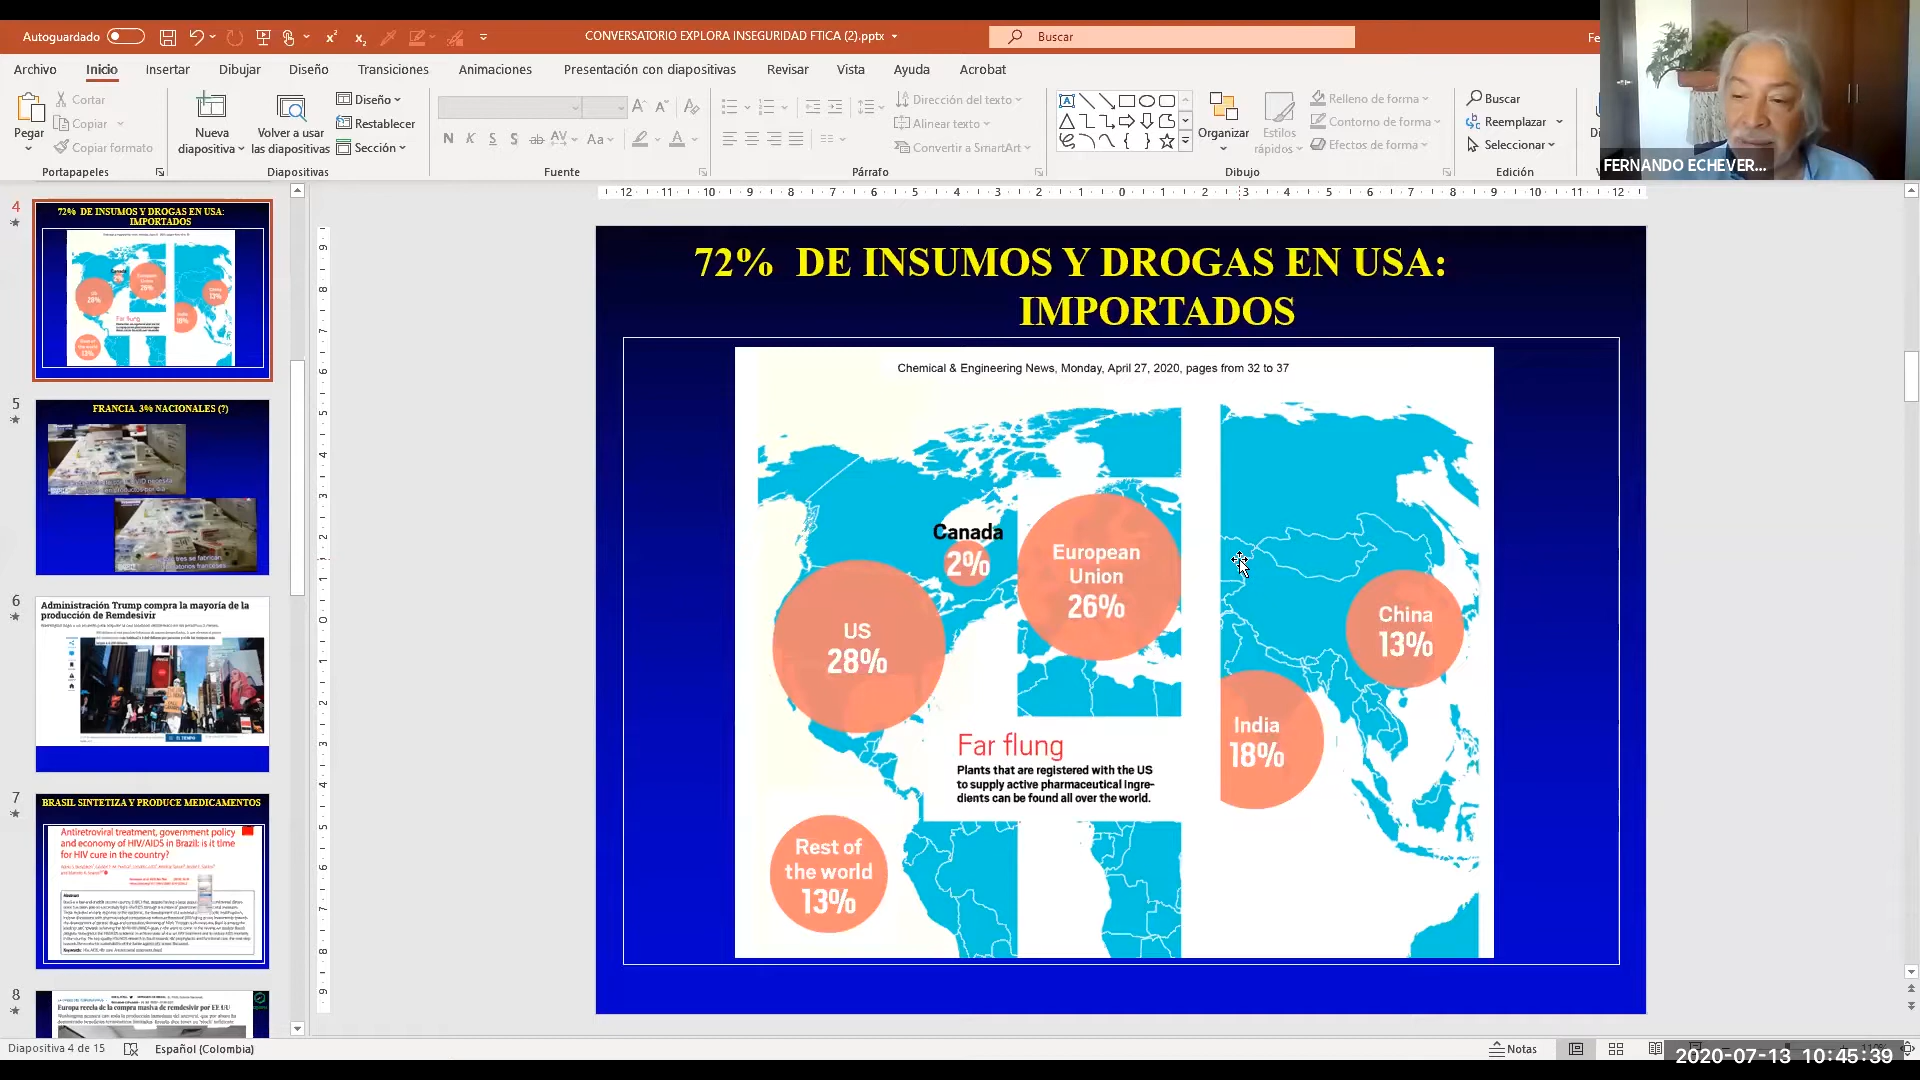 Autoguardado
CONVERSATORIO EXPLORA INSEGURIDAD FTICA (2).pptx
Buscar
Fe
Archivo Inicio Insertar Dibujar Diseño Transiciones Animaciones Presentación con diapositivas Revisar Vista Ayuda Acrobat
Pegar
Cortar
Copiar
Copiar formato
Portapapeles
Nueva
diapositiva
Volver a usar
las diapositivas
Diseño
Restablecer
Sección
Diapositivas
Fuente
Dirección del texto
Alinear texto
Convertir a SmartArt
Párrafo
Organizar
Estilos
rápidos
Relleno de forma
Contorno de forma
Efectos de forma
Dibujo
Buscar
Reemplazar
Seleccionar
Edición
FERNANDO ECHEVER...
4
72% DE INSUMOS Y DROGAS EN USA:
IMPORTADOS
5
FRANCIA. 3% NACIONALES (?)
6
Administración Trump compra la mayoría de la
producción de Remdesivir
7
BRASIL SINTETIZA Y PRODUCE MEDICAMENTOS
Antiretroviral treatment, government policy
and economy of HIV/AIDS in Brazil: is it time
for HIV cure in the country?
8
Europa recela de la compra masiva de remdesivir por EE UU
72% DE INSUMOS Y DROGAS EN USA:
IMPORTADOS
Chemical & Engineering News, Monday, April 27, 2020, pages from 32 to 37
Canada
2%
European
Union
26%
US
28%
China
13%
India
18%
Far flung
Plants that are registered with the US
to supply active pharmaceutical ingre-
dients can be found all over the world.
Rest of
the world
13%
Diapositiva 4 de 15
Español (Colombia)
Notas
2020-07-13 10:45:39